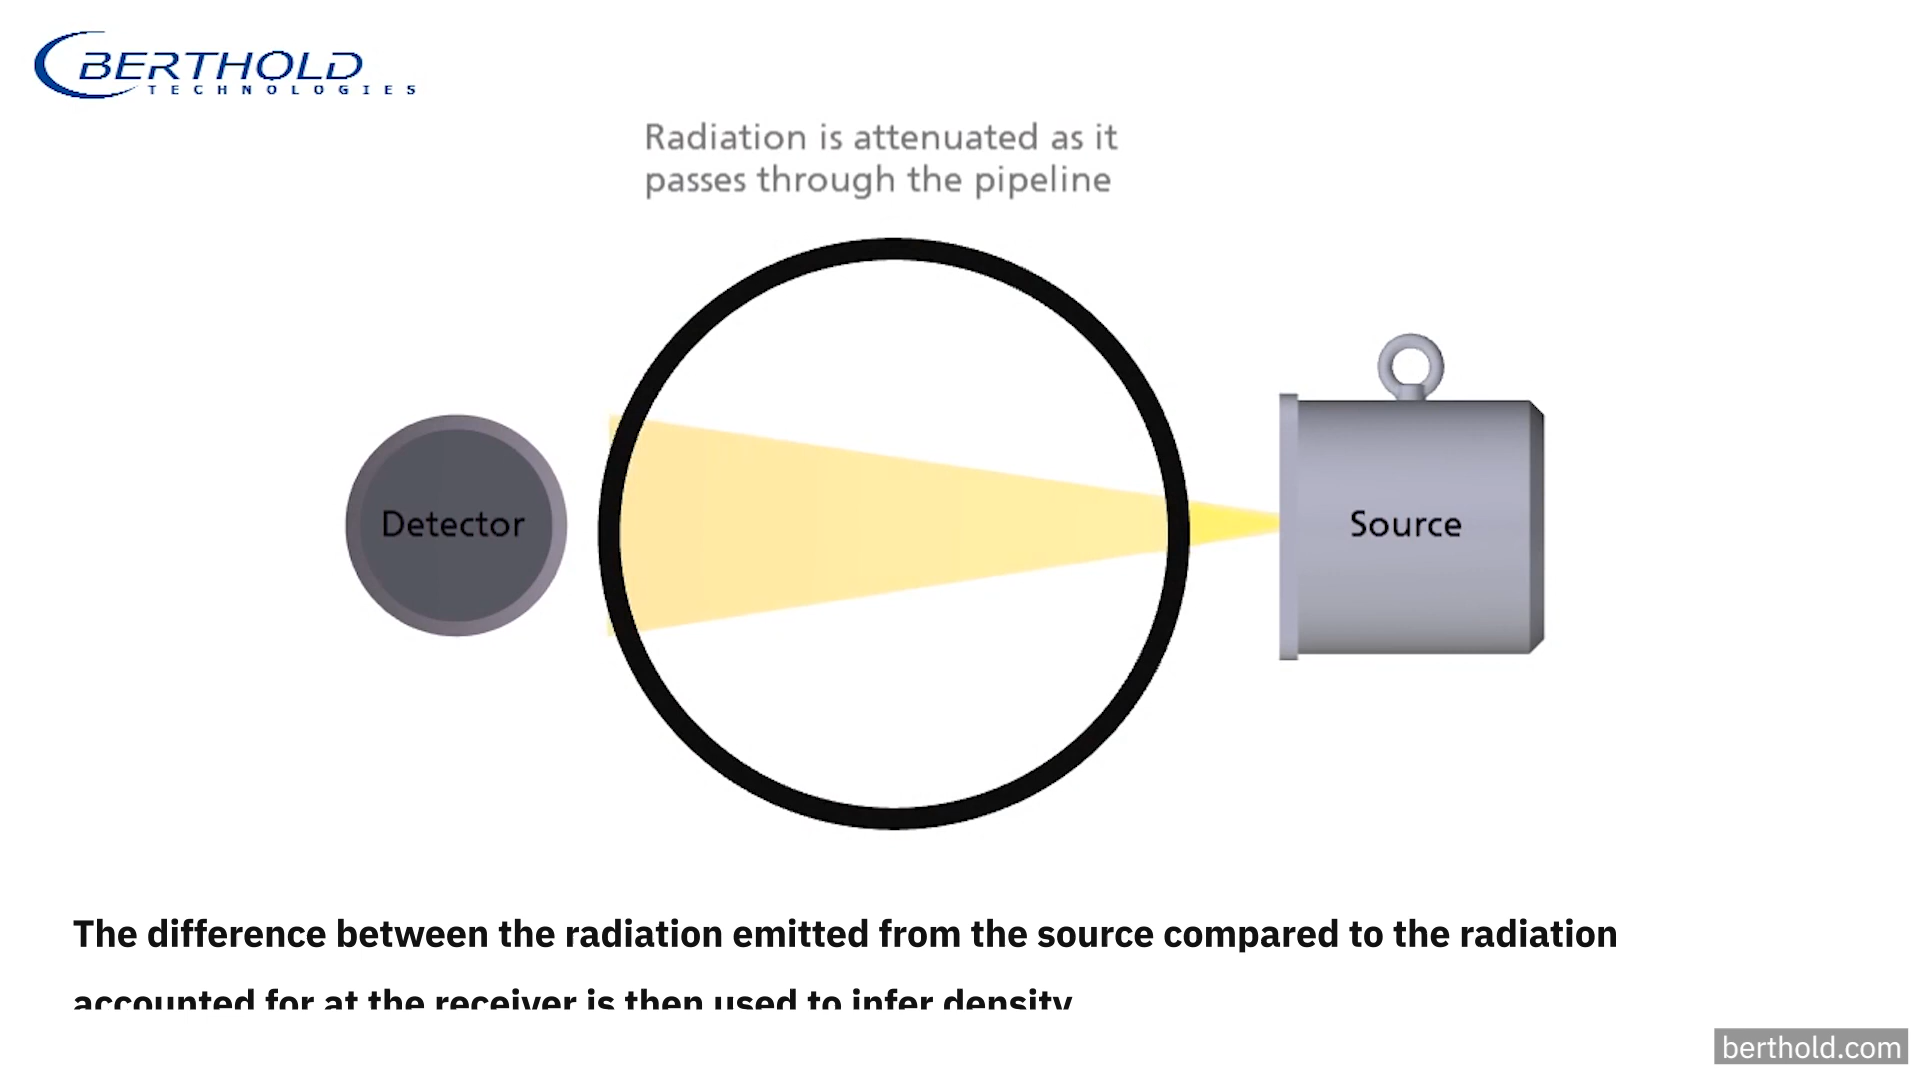 BERTHOLD
TECHNOLOGIES
Radiation is attenuated as it
passes through the pipeline
Detector
Source
The difference between the radiation emitted from the source compared to the radiation
accounted for at the receiver is then used to infer density
berthold.com